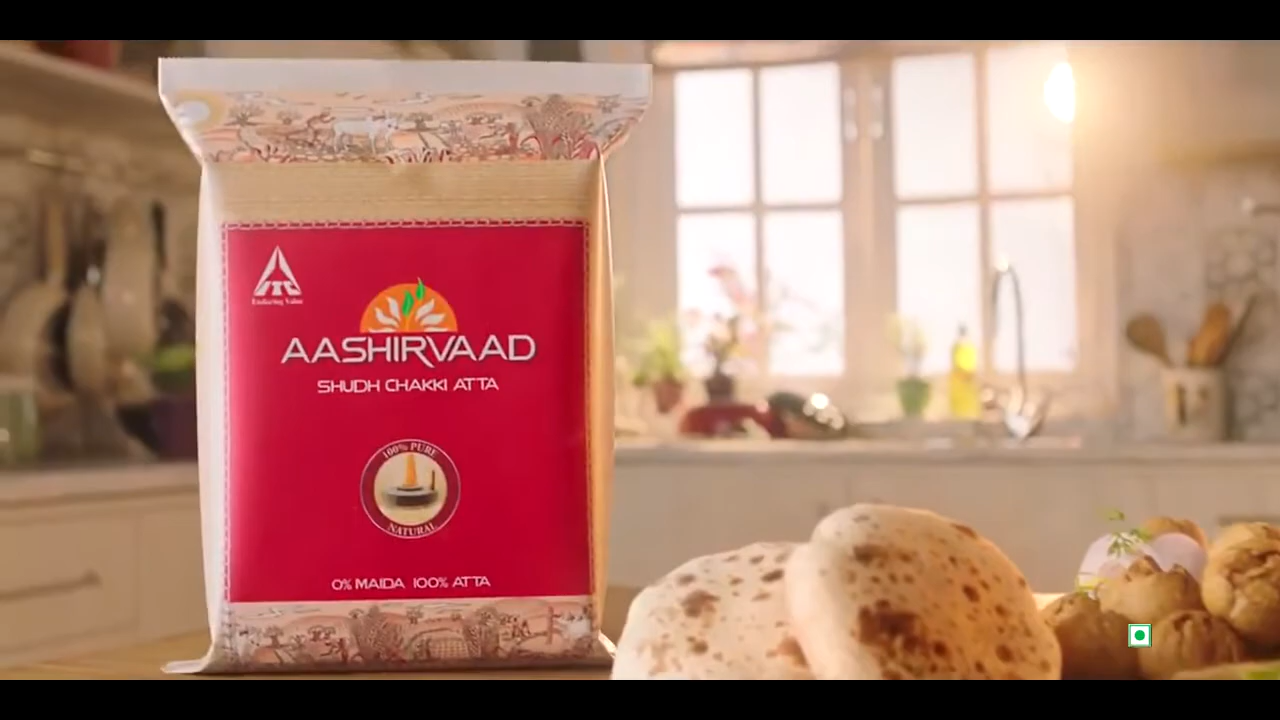 ITC
Enduring Value
AASHIRVAAD
SHUDH CHAKKI ATTA
100% PURE
NATURAL
0% MAIDA 100% ATTA